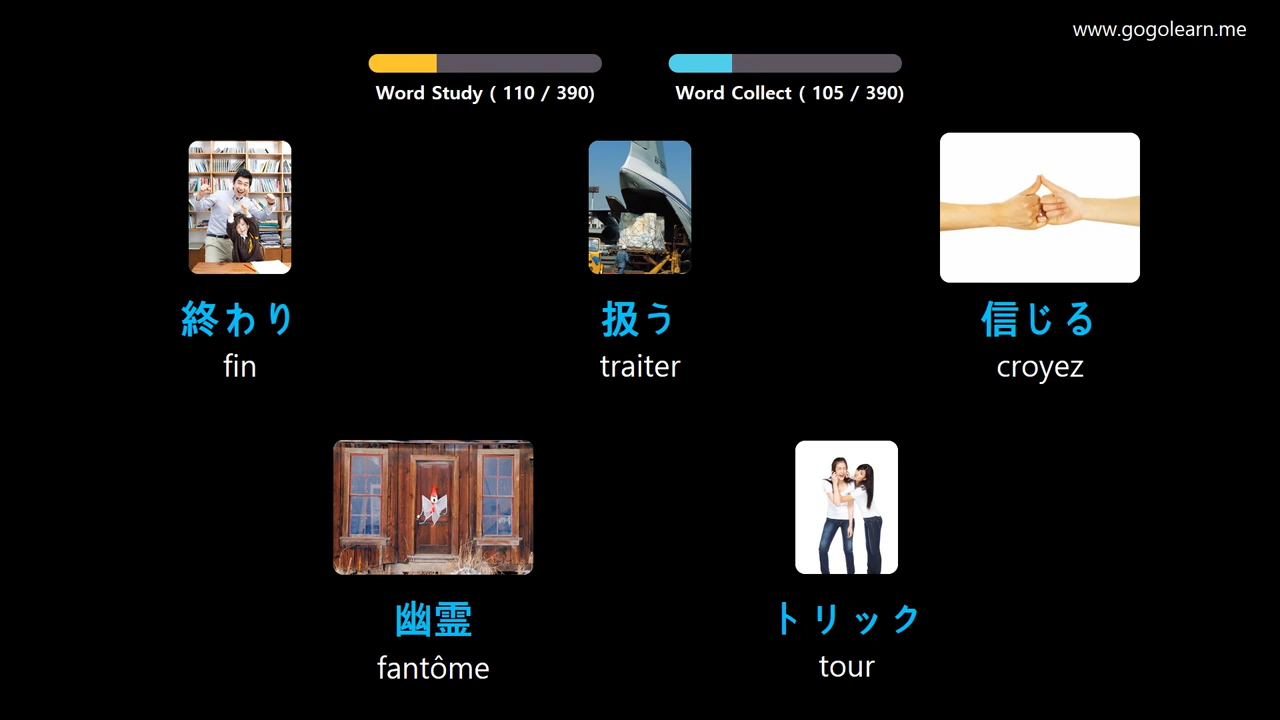 www.gogolearn.me
Word Study ( 110 / 390)
Word Collect ( 105 / 390)
終わり
fin
扱う
traiter
信じる
croyez
幽霊
fantôme
トリック
tour